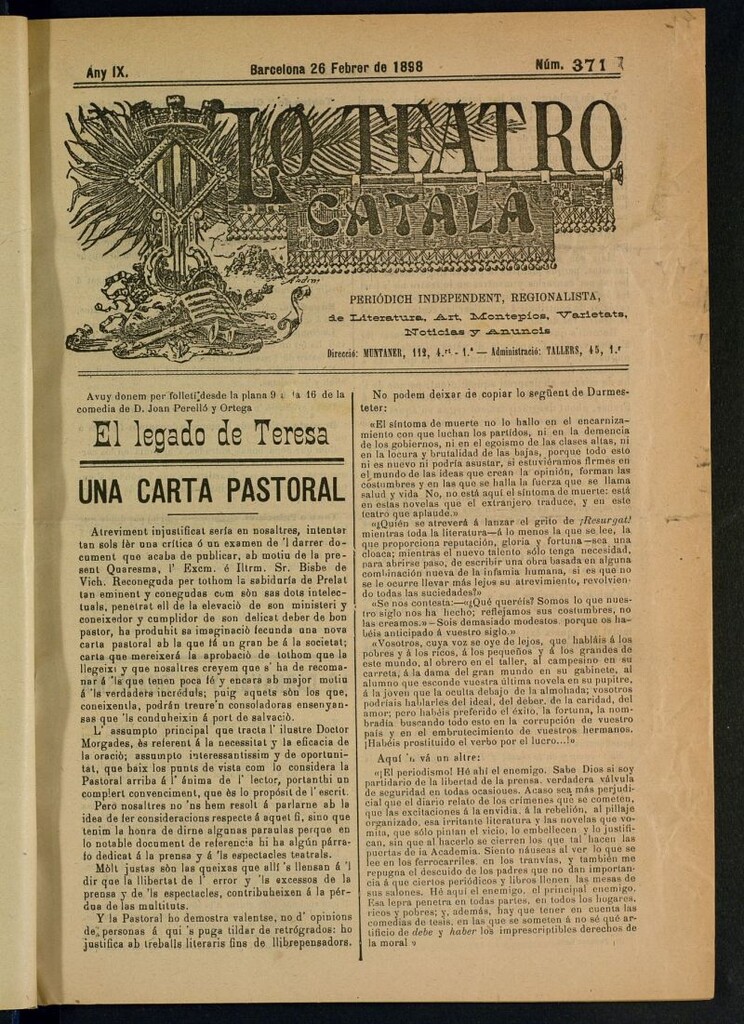 Any IX.
Barcelona 26 Febrer de 1898
Núm. 371
LO TEATRO
CATALÁ
PERIÓDICH INDEPENDENT, REGIONALISTA,
de Literatura, Art, Montepíos, Varietats,
Noticias y Anuncis
Direcció: MUNTANER, 112, 4.rt - 1.ª — Administració: TALLERS, 45, 1.r
Avuy donem per folletí desde la plana 9 la 16 de la
comedia de D. Joan Perelló y Ortega
El legado de Teresa
UNA CARTA PASTORAL
Atreviment injustificat sería en nosaltres, intentar
tan sols fèr una crítica ó un examen de 'l darrer do-
cument que acaba de publicar, ab motiu de la pre-
sent Quaresma, l' Excm. é Iltrm. Sr. Bisbe de
Vich. Reconeguda per tothom la sabiduría de Prelat
tan eminent y conegudas com són sas dots intelec-
tuals, penetrat ell de la elevació de son ministeri y
coneixedor y cumplidor de son delicat deber de bon
pastor, ha produhit sa imaginació fecunda una nova
carta pastoral ab la que fá un gran be á la societat;
carta que mereixerá la aprobació de tothom que la
llegeixi y que nosaltres creyem que s' ha de recoma-
nar á 'ls que tenen poca fé y encara ab major motiu
á 'ls verdaders incréduls; puig aquets són los que,
coneixentla, podrán treure'n consoladoras ensenyan-
sas que 'ls conduheixin á port de salvació.
L' assumpto principal que tracta l' ilustre Doctor
Morgades, és referent á la necessitat y la eficacia de
la oració; assumpto interessantissim y de oportuni-
tat, que baix los punts de vista com lo considera la
Pastoral arriba á l' ánima de l' lector, portanthi un
complert convenciment, que és lo propósit de l' escrit.
Peró nosaltres no 'ns hem resolt á parlarne ab la
idea de fer consideracions respecte á aquet fi, sino que
tenim la honra de dirne algunas paraulas perque en
lo notable document de referencia hi ha algún párra-
fo dedicat á la prensa y á 'ls espectacles teatrals.
Mólt justas són las queixas que allí 's llensan á 'l
dir que la llibertat de l' error y 'ls excessos de la
prensa y de 'ls espectacles, contribuheixen á la pèr-
dua de las multituts.
Y la Pastoral ho demostra valentse, no d' opinions
de personas á qui 's puga tildar de retrógrados: ho
justifica ab treballs literaris fins de llibrepensadors.
No podem deixar de copiar lo següent de Darmes-
teter:
«El síntoma de muerte no lo hallo en el encarniza-
miento con que luchan los partidos, ni en la demencia
de los gobiernos, ni en el egoismo de las clases altas, ni
en la locura y brutalidad de las bajas, porque todo esto
ni es nuevo ni podría asustar, si estuviéramos firmes en
el mundo de las ideas que crean la opinión, forman las
costumbres y en las que se halla la fuerza que se llama
salud y vida No, no está aquí el síntoma de muerte: está
en estas novelas que el extranjero traduce, y en este
teatro que aplaude.»
«¿Quién se atreverá á lanzar el grito de ¡Resurgat!
mientras toda la literatura—á lo menos la que se lee, la
que proporciona reputación, gloria y fortuna—sea una
cloaca; mientras el nuevo talento sólo tenga necesidad,
para abrirse paso, de escribir una obra basada en alguna
combinación nueva de la infamia humana, si es que no
se le ocurre llevar más lejos su atrevimiento, revolvien-
do todas las suciedades?»
«Se nos contesta:—«¿Qué queréis? Somos lo que nues-
tro siglo nos ha hecho; reflejamos sus costumbres, no
las creamos.» — Sois demasiado modestos, porque os ha-
béis anticipado á vuestro siglo.»
«Vosotros, cuya voz se oye de lejos, que habláis á los
pobres y á los ricos, á los pequeños y á los grandes de
este mundo, al obrero en el taller, al campesino en su
carreta, á la dama del gran mundo en su gabinete, al
alumno que esconde vuestra última novela en su pupitre,
á la joven que la oculta debajo de la almohada; vosotros
podríais hablarles del ideal, del deber, de la caridad, del
amor; pero habéis preferido el éxito, la fortuna, la nom-
bradía buscando todo esto en la corrupción de vuestro
país y en el embrutecimiento de vuestros hermanos.
¡Habéis prostituído el verbo por el lucro...!»
Aquí 'n vá un altre:
«¡El periodismo! Hé ahí el enemigo. Sabe Dios si soy
partidario de la libertad de la prensa, verdadera válvula
de seguridad en todas ocasiones. Acaso sea más perjudi-
cial que el diario relato de los crímenes que se cometen,
que las excitaciones á la envidia, á la rebelión, al pillaje
organizado, esa irritante literatura y las novelas que vo-
mita, que sólo pintan el vicio, lo embellecen y lo justifi-
can, sin que al hacerlo se cierren los que tal hacen las
puertas de la Academia. Siento náuseas al ver lo que se
lee en los ferrocarriles, en los tranvías, y también me
repugna el descuido de los padres que no dan importan-
cia á que ciertos periódicos y libros llenen las mesas de
sus salones. Hé aquí el enemigo, el principal enemigo.
Esa lepra penetra en todas partes, en todos los hogares,
ricos y pobres; y, además, hay que tener en cuenta las
comedias de tesis, en las que se someten á no sé qué ar-
tificio de debe y haber los imprescriptibles derechos de
la moral »